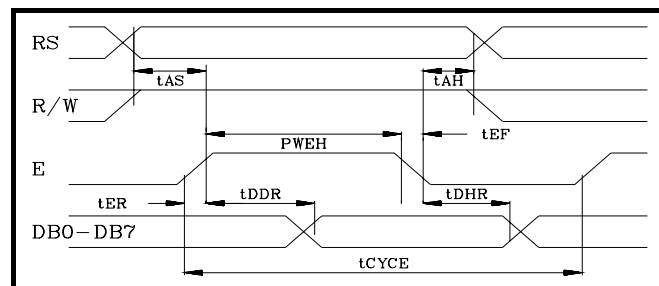 RS
tAS
tAH
R/W
PWEH
tEF
E
tER
tDDR
tDHR
DB0-DB7
tCYCE